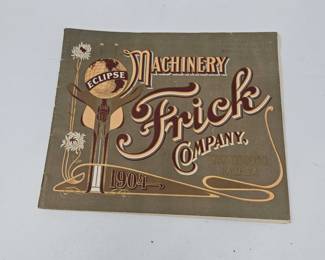 MACHINERY
ECLIPSE
Frick
COMPANY,
1904